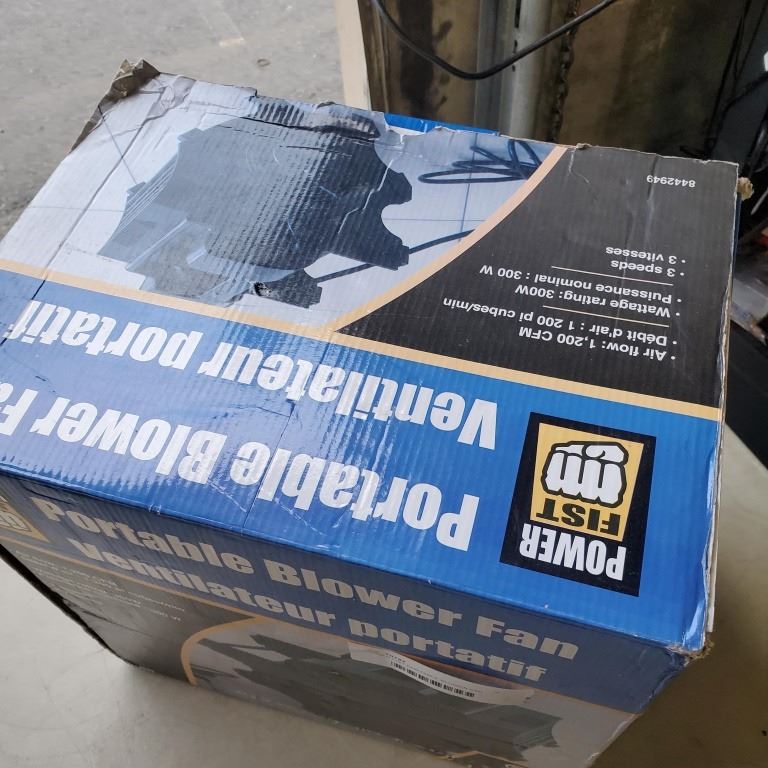 POWER
FIST
Portable Blower Fa
Ventilateur portatif
• Air flow: 1,200 CFM
• Débit d'air : 1 200 pi cubes/min
• Wattage rating: 300W
• Puissance nominal : 300 W
• 3 speeds
• 3 vitesses
8442949
Portable Blower Fan
Ventilateur portatif